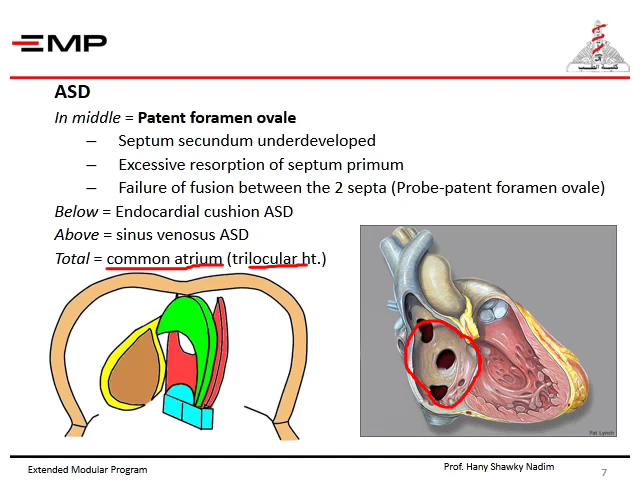 EMP
كلية الطب
ASD
In middle = Patent foramen ovale
– Septum secundum underdeveloped
– Excessive resorption of septum primum
– Failure of fusion between the 2 septa (Probe-patent foramen ovale)
Below = Endocardial cushion ASD
Above = sinus venosus ASD
Total = common atrium (trilocular ht.)
Pat Lynch
Extended Modular Program
Prof. Hany Shawky Nadim
7